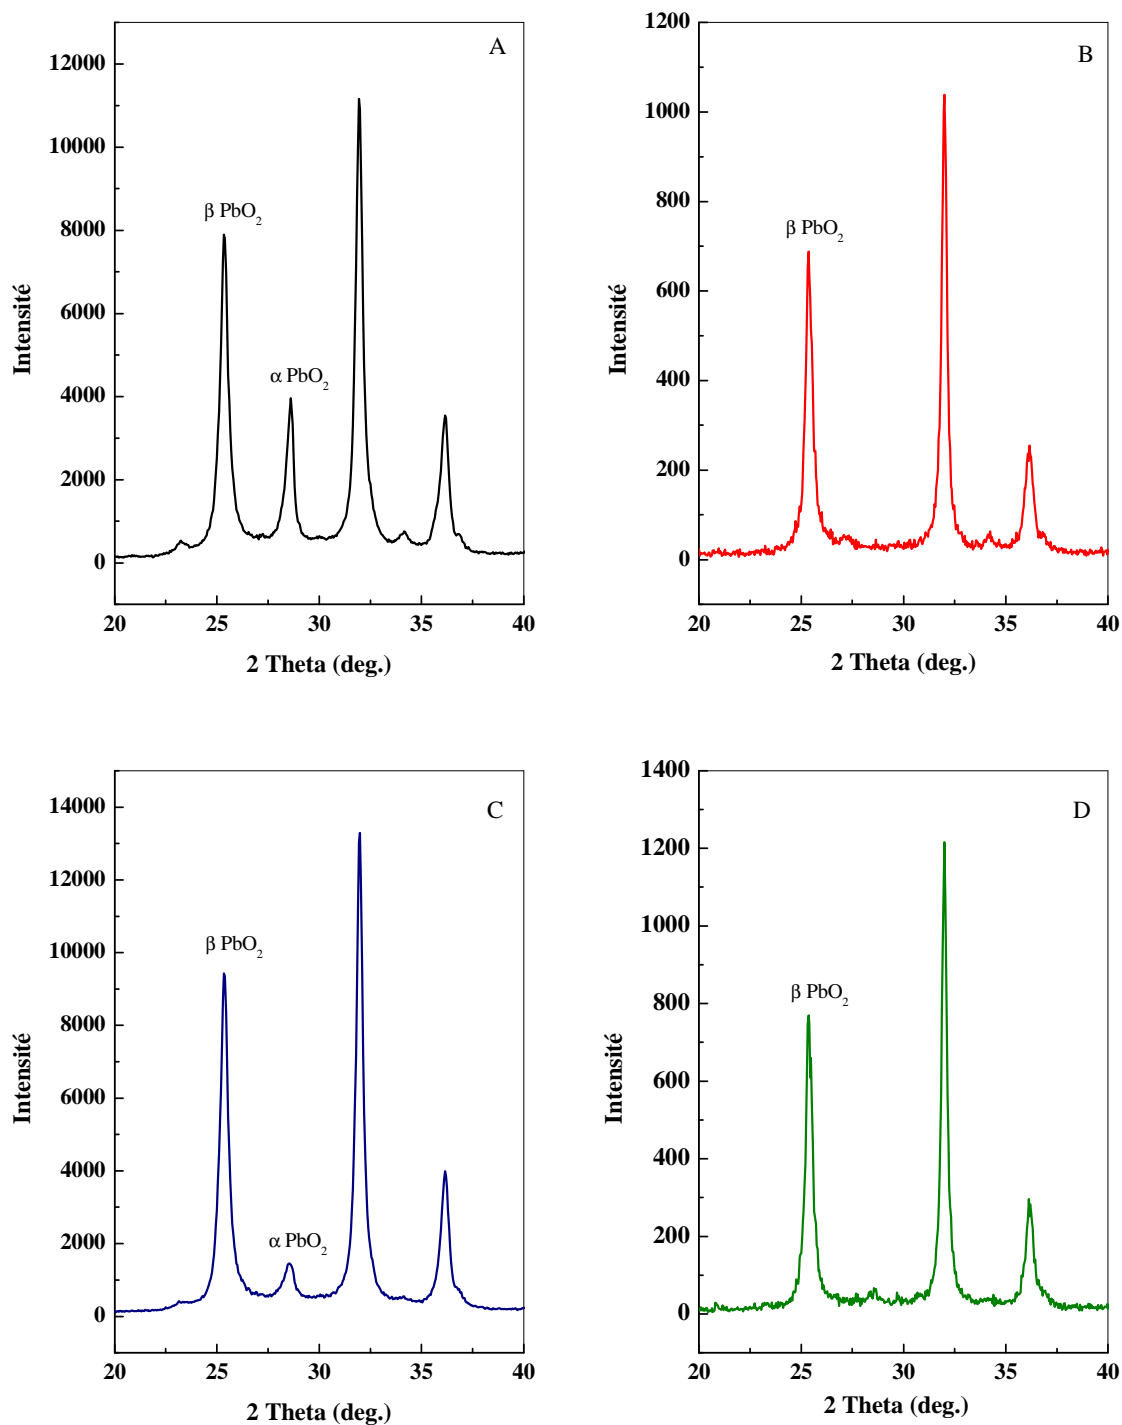 A
12000
10000
8000
6000
4000
2000
0
Intensité
β PbO2
α PbO2
20 25 30 35 40
2 Theta (deg.)
B
1200
1000
800
600
400
200
0
Intensité
β PbO2
20 25 30 35 40
2 Theta (deg.)
C
14000
12000
10000
8000
6000
4000
2000
0
Intensité
β PbO2
α PbO2
20 25 30 35 40
2 Theta (deg.)
D
1400
1200
1000
800
600
400
200
0
Intensité
β PbO2
20 25 30 35 40
2 Theta (deg.)